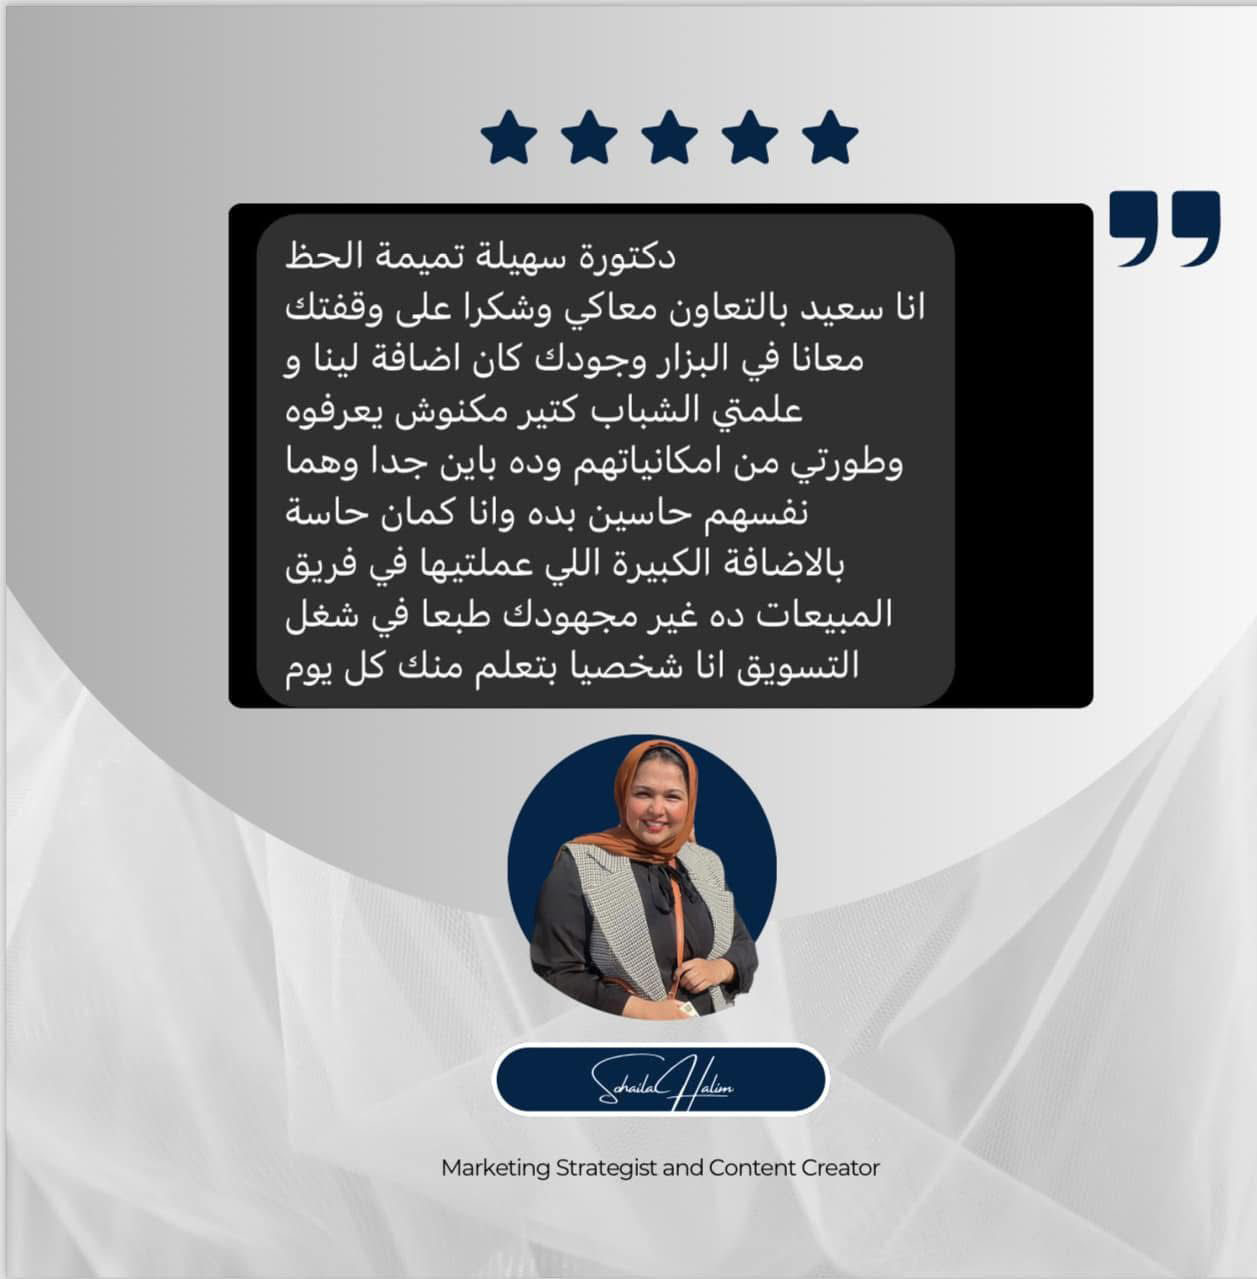 دكتورة سهيلة تميمة الحظ
انا سعيد بالتعاون معاكي وشكرا على وقفتك
معانا في البزار وجودك كان اضافة لينا و
علمتي الشباب كتير مكنوش يعرفوه
وطورتي من امكانياتهم وده باين جدا وهما
نفسهم حاسين بده وانا كمان حاسة
بالاضافة الكبيرة اللي عملتيها في فريق
المبيعات ده غير مجهودك طبعا في شغل
التسويق انا شخصيا بتعلم منك كل يوم
Sohaila Halim
Marketing Strategist and Content Creator